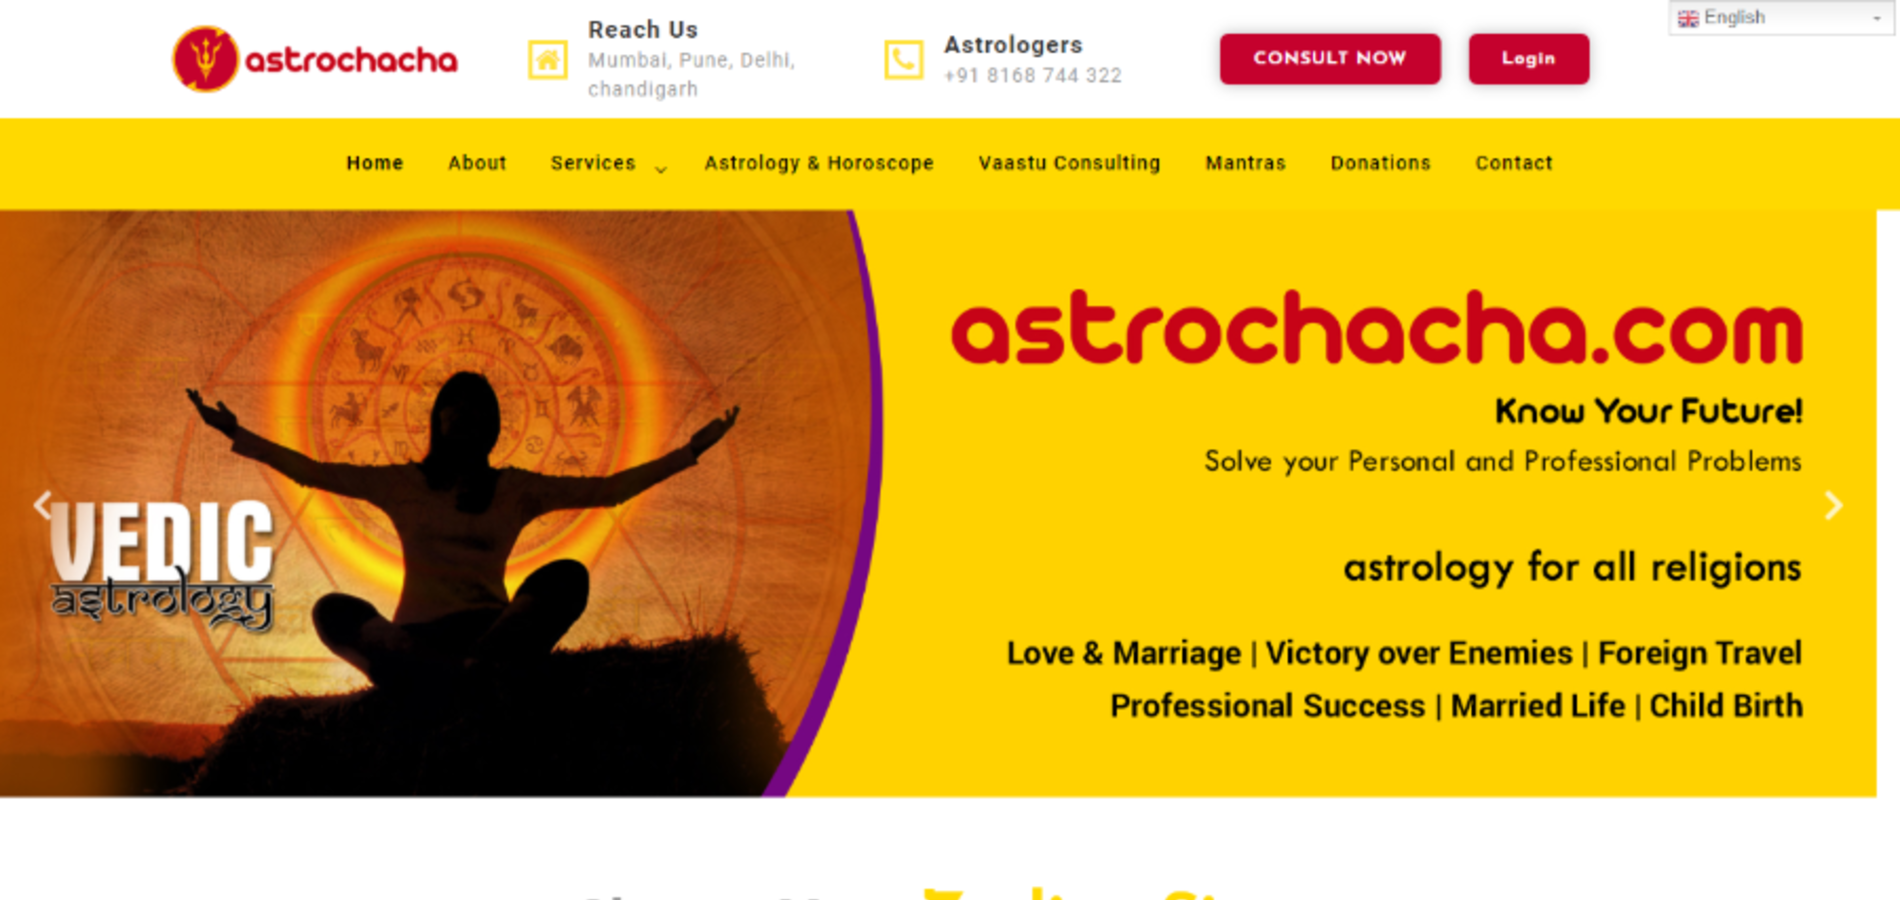 English
astrochacha
Reach Us
Mumbai, Pune, Delhi,
chandigarh
Astrologers
+91 8168 744 322
CONSULT NOW
Login
Home
About
Services
Astrology & Horoscope
Vaastu Consulting
Mantras
Donations
Contact
VEDIC
astrology
astrochacha.com
Know Your Future!
Solve your Personal and Professional Problems
astrology for all religions
Love & Marriage | Victory over Enemies | Foreign Travel
Professional Success | Married Life | Child Birth